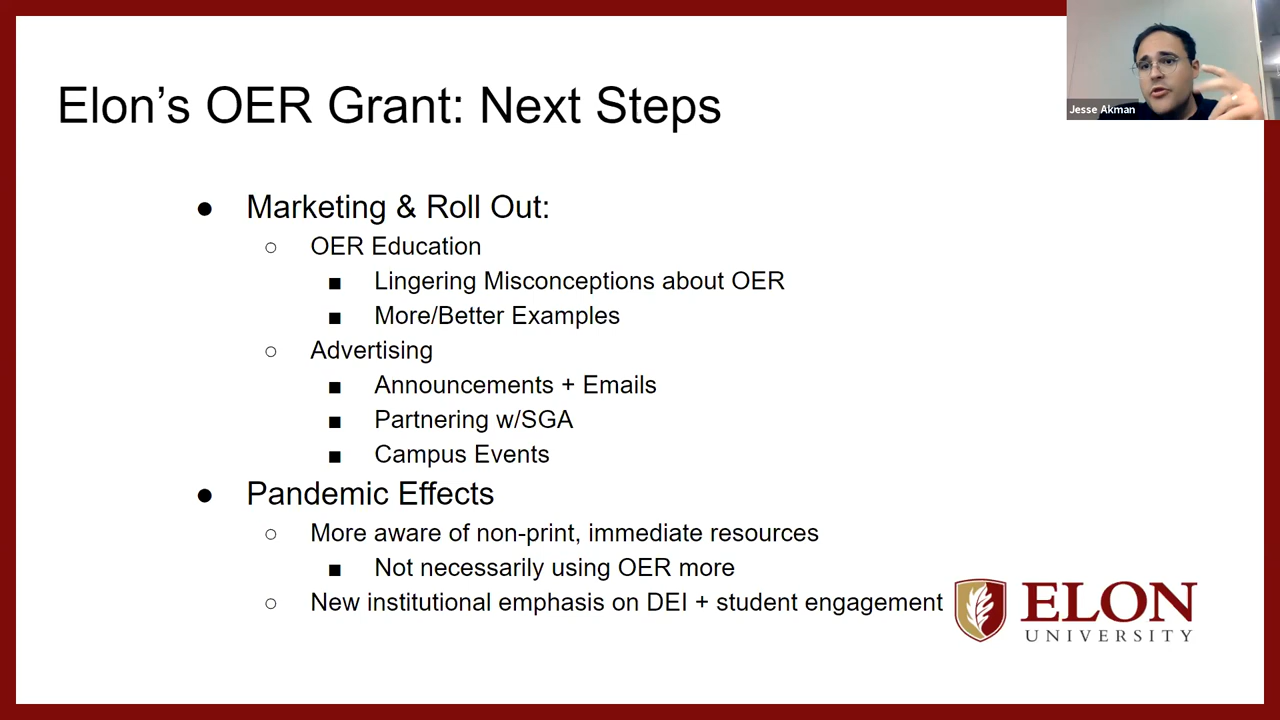 Elon's OER Grant: Next Steps
Jesse Akman
● Marketing & Roll Out:
○ OER Education
■ Lingering Misconceptions about OER
■ More/Better Examples
○ Advertising
■ Announcements + Emails
■ Partnering w/SGA
■ Campus Events
● Pandemic Effects
○ More aware of non-print, immediate resources
■ Not necessarily using OER more
○ New institutional emphasis on DEI + student engagement
ELON
UNIVERSITY